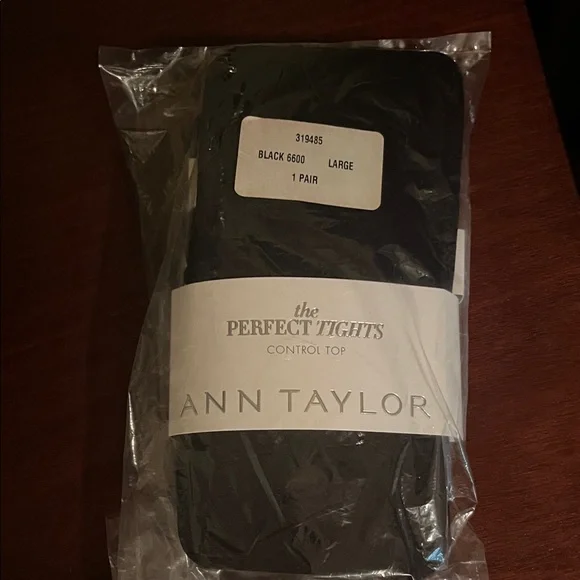 319485
BLACK 6600 LARGE
1 PAIR
the
PERFECT TIGHTS
CONTROL TOP
ANN TAYLOR